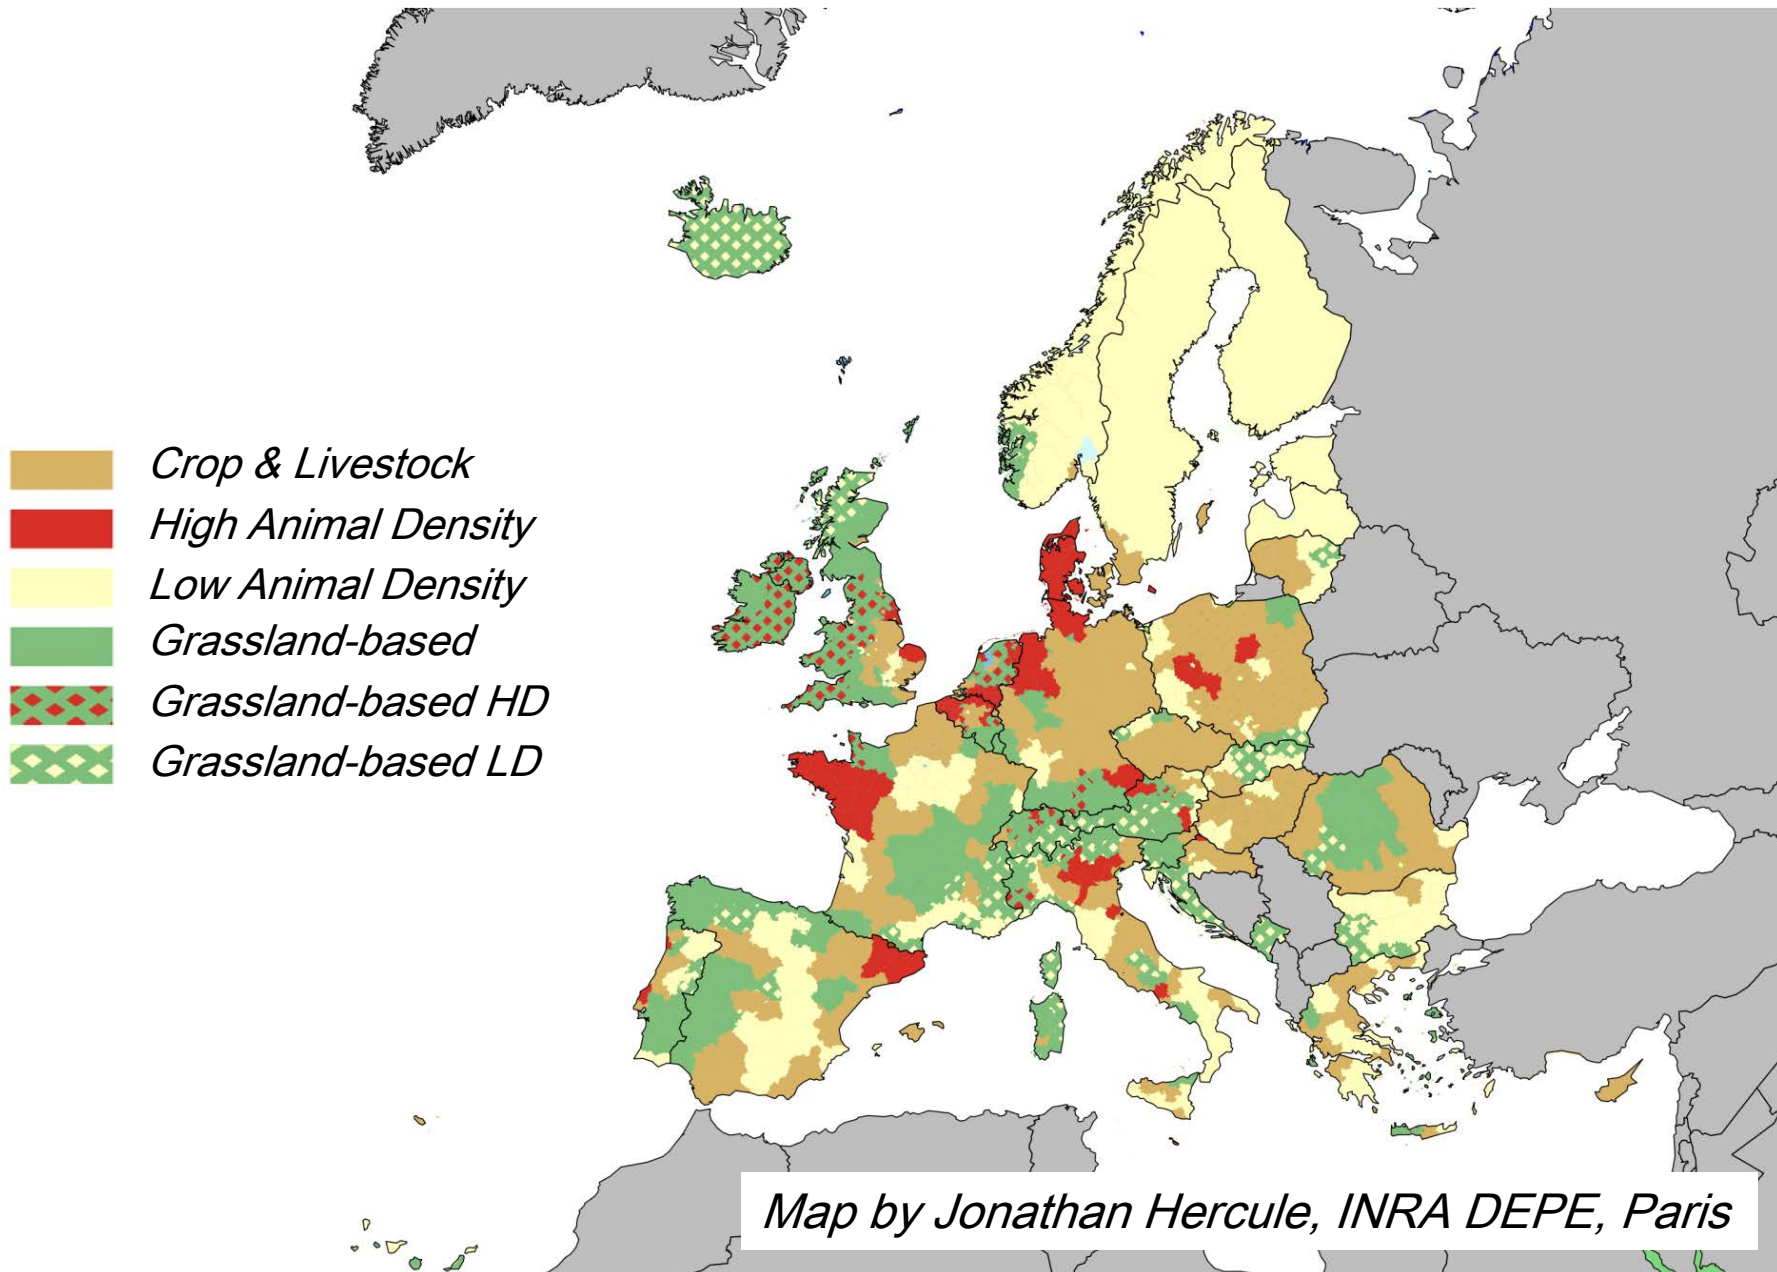 Crop & Livestock
High Animal Density
Low Animal Density
Grassland-based
Grassland-based HD
Grassland-based LD
Map by Jonathan Hercule, INRA DEPE, Paris